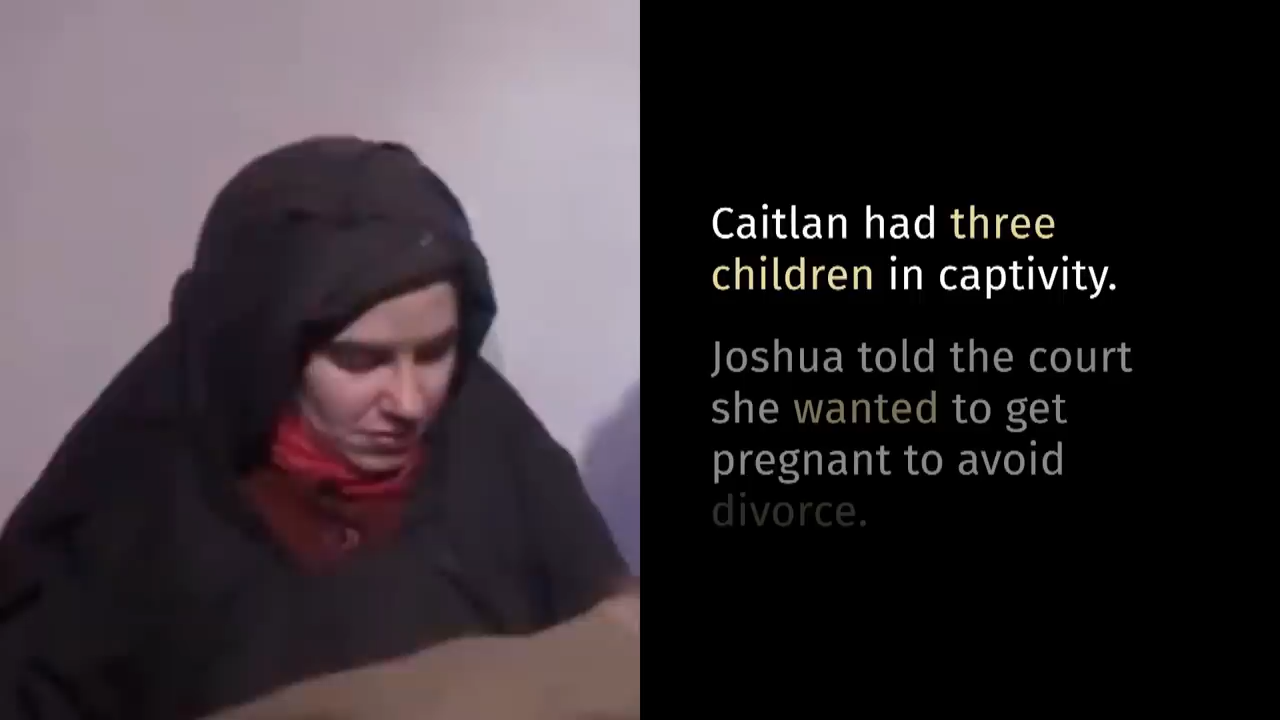 Caitlan had three
children in captivity.
Joshua told the court
she wanted to get
pregnant to avoid
divorce.